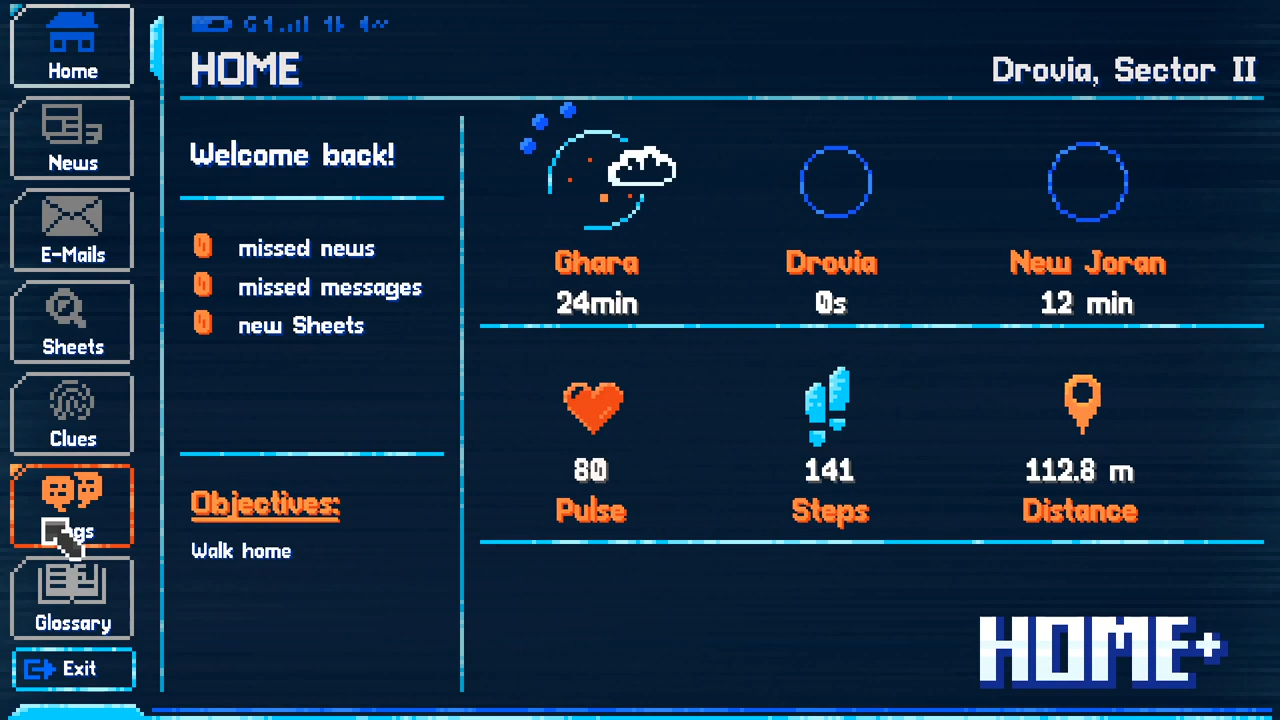 Home
News
E-Mails
Sheets
Clues
Glossary
Exit
HOME
Drovia, Sector II
Welcome back!
0 missed news
0 missed messages
0 new Sheets
Objectives:
Walk home
Ghara
24min
Drovia
0s
New Joran
12 min
80
Pulse
141
Steps
112.8 m
Distance
HOME+